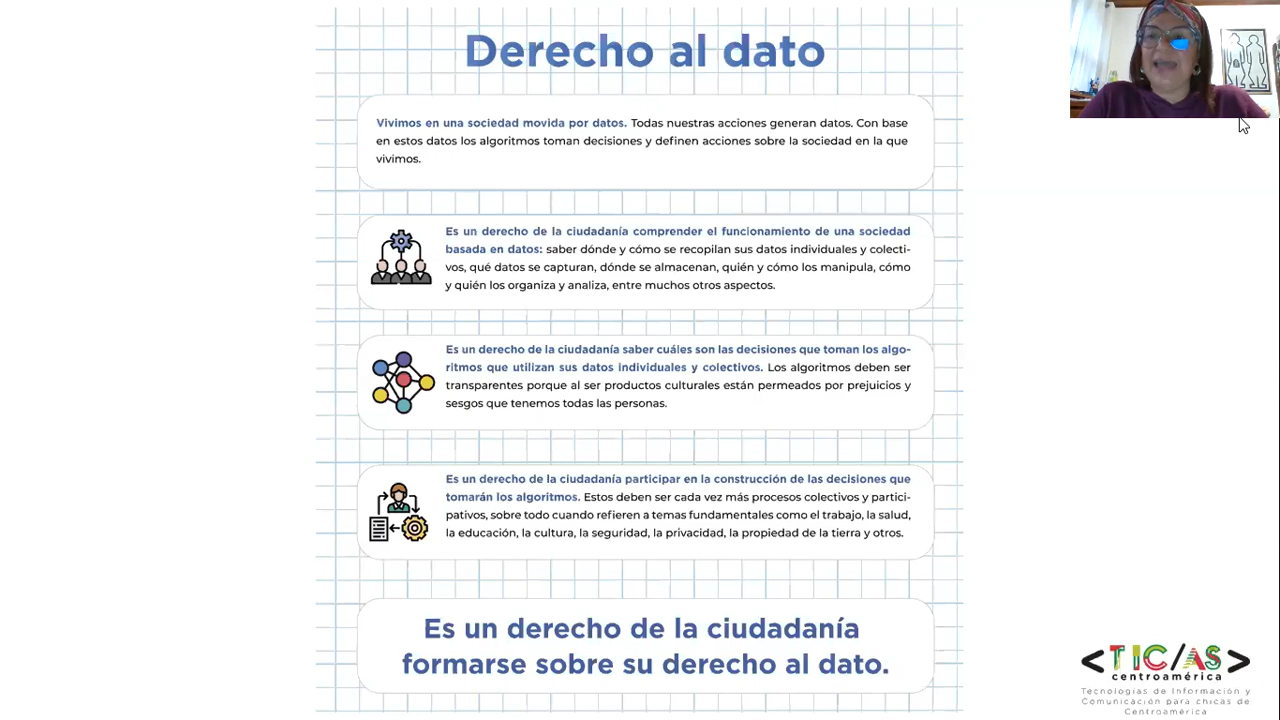 Derecho al dato
Vivimos en una sociedad movida por datos. Todas nuestras acciones generan datos. Con base
en estos datos los algoritmos toman decisiones y definen acciones sobre la sociedad en la que
vivimos.
Es un derecho de la ciudadanía comprender el funcionamiento de una sociedad
basada en datos: saber dónde y cómo se recopilan sus datos individuales y colecti-
vos, qué datos se capturan, dónde se almacenan, quién y cómo los manipula, cómo
y quién los organiza y analiza, entre muchos otros aspectos.
Es un derecho de la ciudadanía saber cuáles son las decisiones que toman los algo-
ritmos que utilizan sus datos individuales y colectivos. Los algoritmos deben ser
transparentes porque al ser productos culturales están permeados por prejuicios y
sesgos que tenemos todas las personas.
Es un derecho de la ciudadanía participar en la construcción de las decisiones que
tomarán los algoritmos. Estos deben ser cada vez más procesos colectivos y partici-
pativos, sobre todo cuando refieren a temas fundamentales como el trabajo, la salud,
la educación, la cultura, la seguridad, la privacidad, la propiedad de la tierra y otros.
Es un derecho de la ciudadanía
formarse sobre su derecho al dato.
<TIC/AS>
centroamérica
Tecnologías de Información y
Comunicación para chicas de
Centroamérica